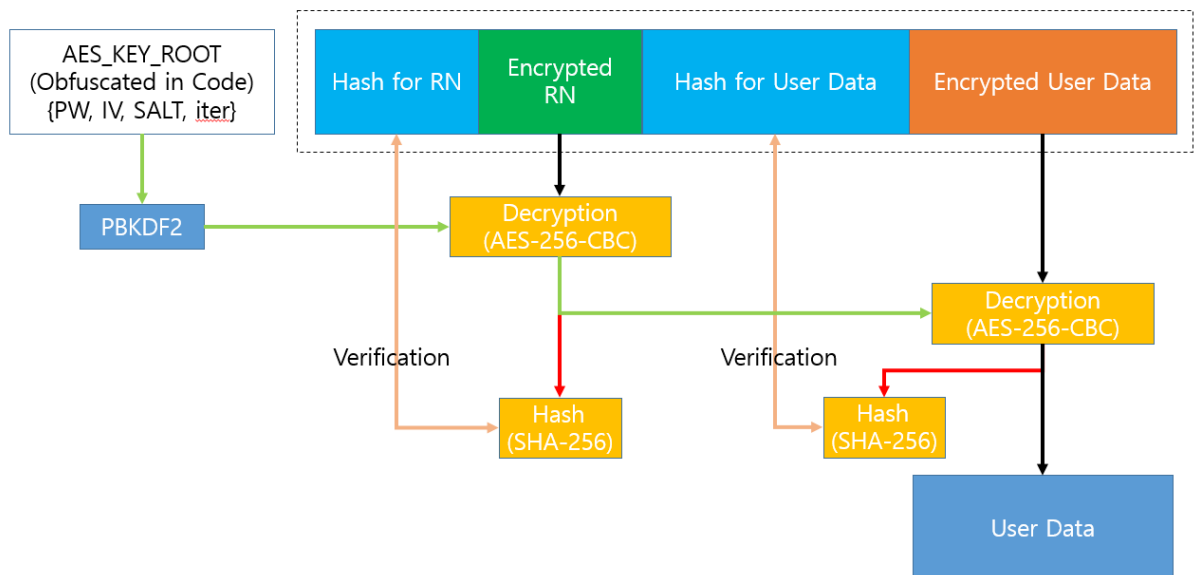 AES_KEY_ROOT
(Obfuscated in Code)
{PW, IV, SALT, iter}
Hash for RN
Encrypted
RN
Hash for User Data
Encrypted User Data
PBKDF2
Decryption
(AES-256-CBC)
Decryption
(AES-256-CBC)
Verification
Verification
Hash
(SHA-256)
Hash
(SHA-256)
User Data